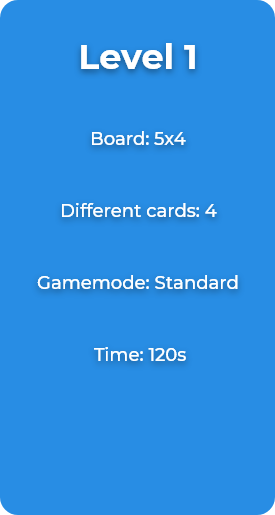 Level 1
Board: 5x4
Different cards: 4
Gamemode: Standard
Time: 120s